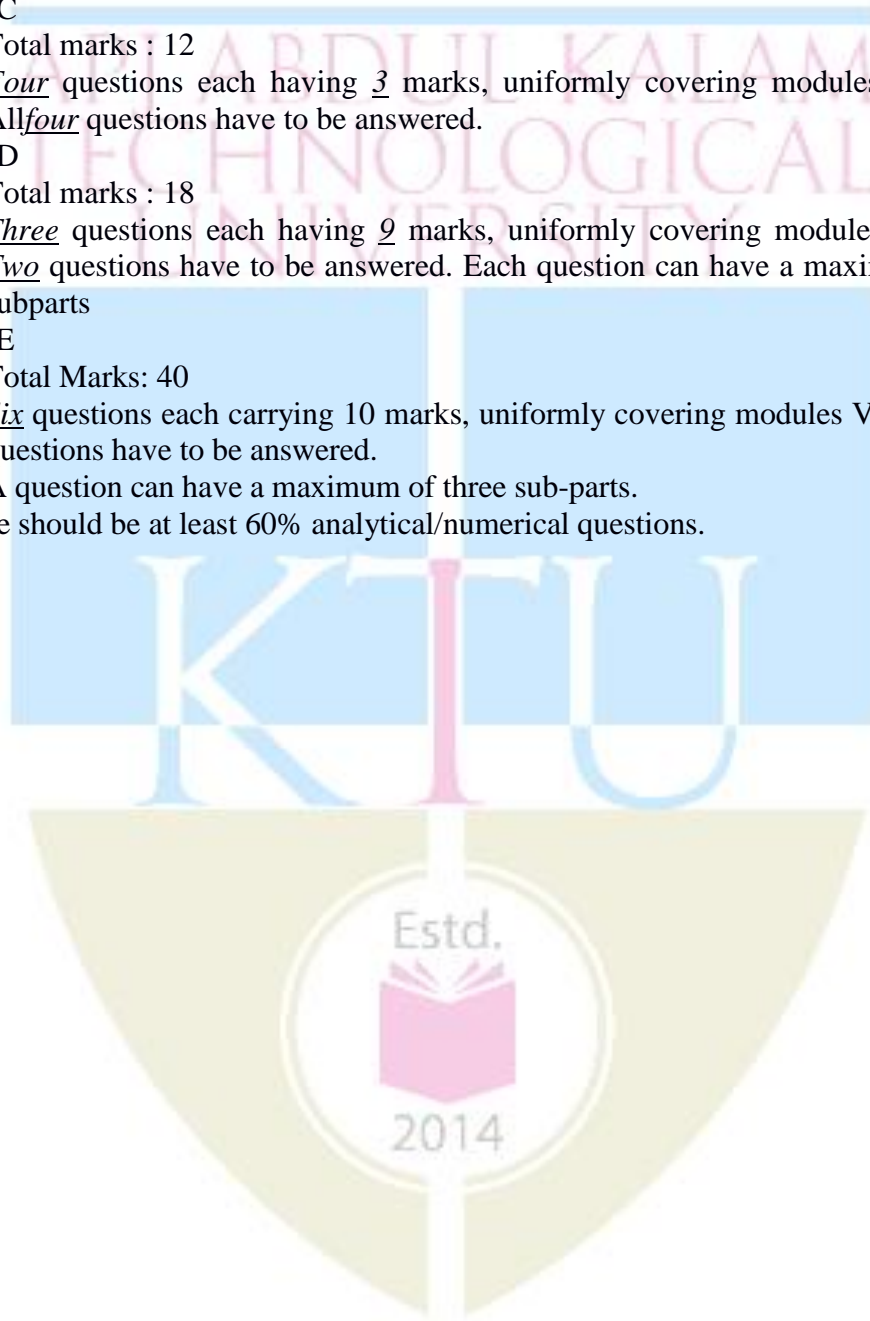 C
Total marks : 12
Four questions each having 3 marks, uniformly covering modules
All four questions have to be answered.
D
Total marks : 18
Three questions each having 9 marks, uniformly covering module
Two questions have to be answered. Each question can have a
subparts
E
Total Marks: 40
Six questions each carrying 10 marks, uniformly covering modules V
questions have to be answered.
A question can have a maximum of three sub-parts.
should be at least 60% analytical/numerical questions.
APJ ABDUL KALAM
TECHNOLOGICAL
UNIVERSITY
KTU
Estd.
2014